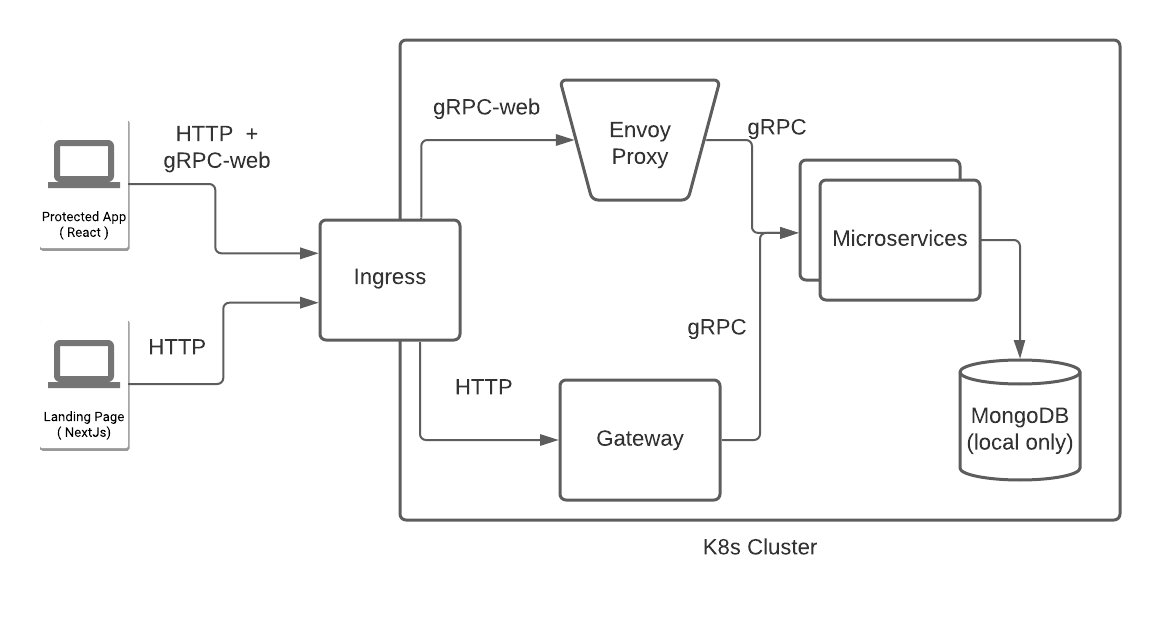 HTTP +
gRPC-web
Protected App
( React )
HTTP
Landing Page
( NextJs)
Ingress
gRPC-web
Envoy
Proxy
gRPC
Microservices
gRPC
HTTP
Gateway
MongoDB
(local only)
K8s Cluster